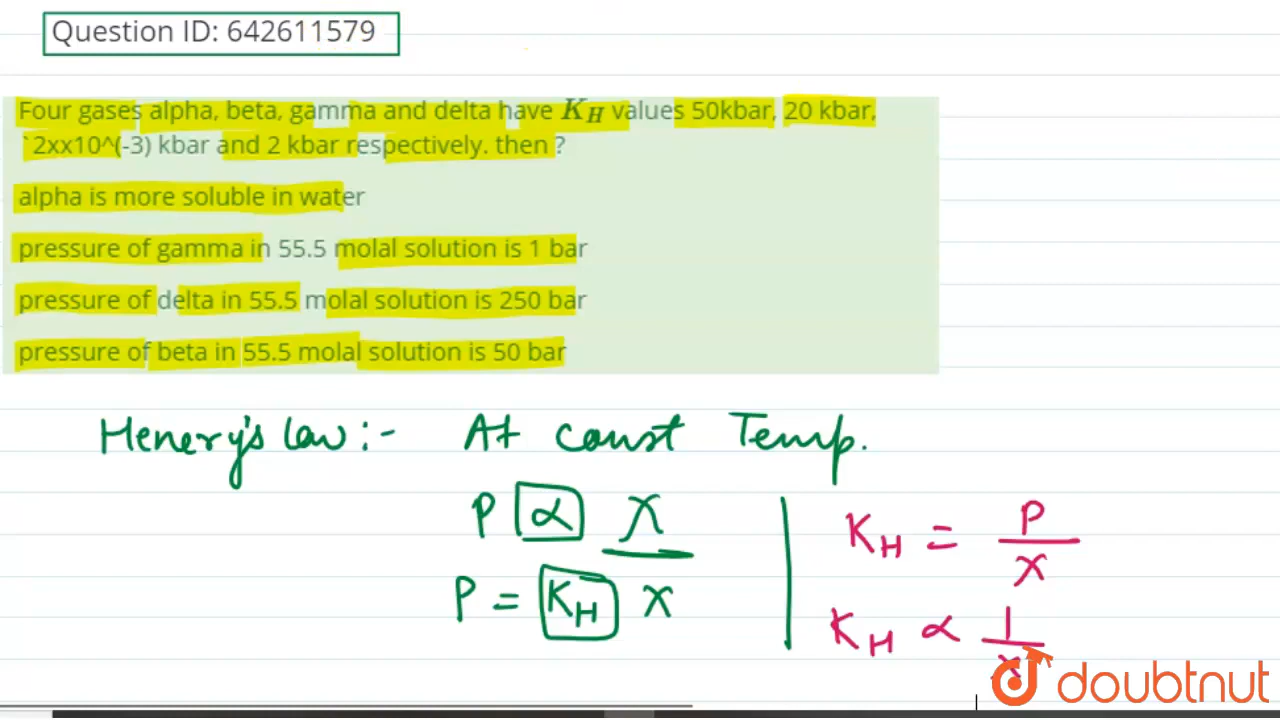 Question ID: 642611579
Four gases alpha, beta, gamma and delta have K_H values 50kbar, 20 kbar,
`2xx10^(-3) kbar and 2 kbar respectively. then ?
alpha is more soluble in water
pressure of gamma in 55.5 molal solution is 1 bar
pressure of delta in 55.5 molal solution is 250 bar
pressure of beta in 55.5 molal solution is 50 bar
Henery's law :- At const Temp.
P α X
P = K_H X
K_H = P/X
K_H α 1/X
doubtnut